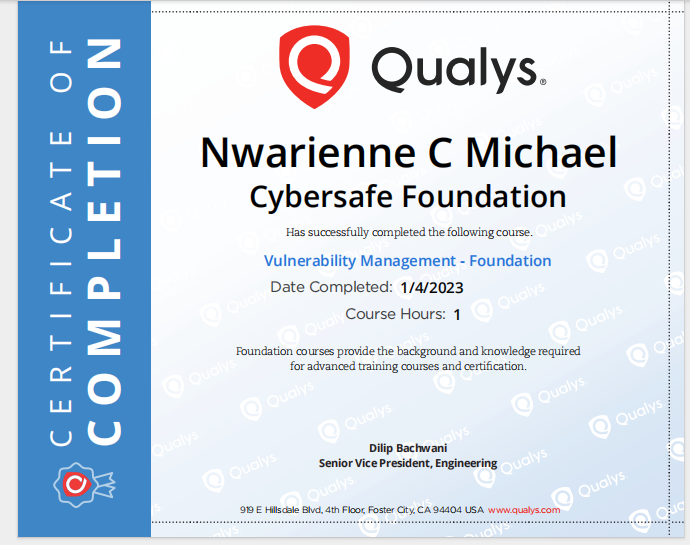 CERTIFICATE OF
COMPLETION
Qualys®
Nwarienne C Michael
Cybersafe Foundation
Has successfully completed the following course.
Vulnerability Management - Foundation
Date Completed: 1/4/2023
Course Hours: 1
Foundation courses provide the background and knowledge required
for advanced training courses and certification.
Dilip Bachwani
Senior Vice President, Engineering
919 E Hillsdale Blvd, 4th Floor, Foster City, CA 94404 USA www.qualys.com